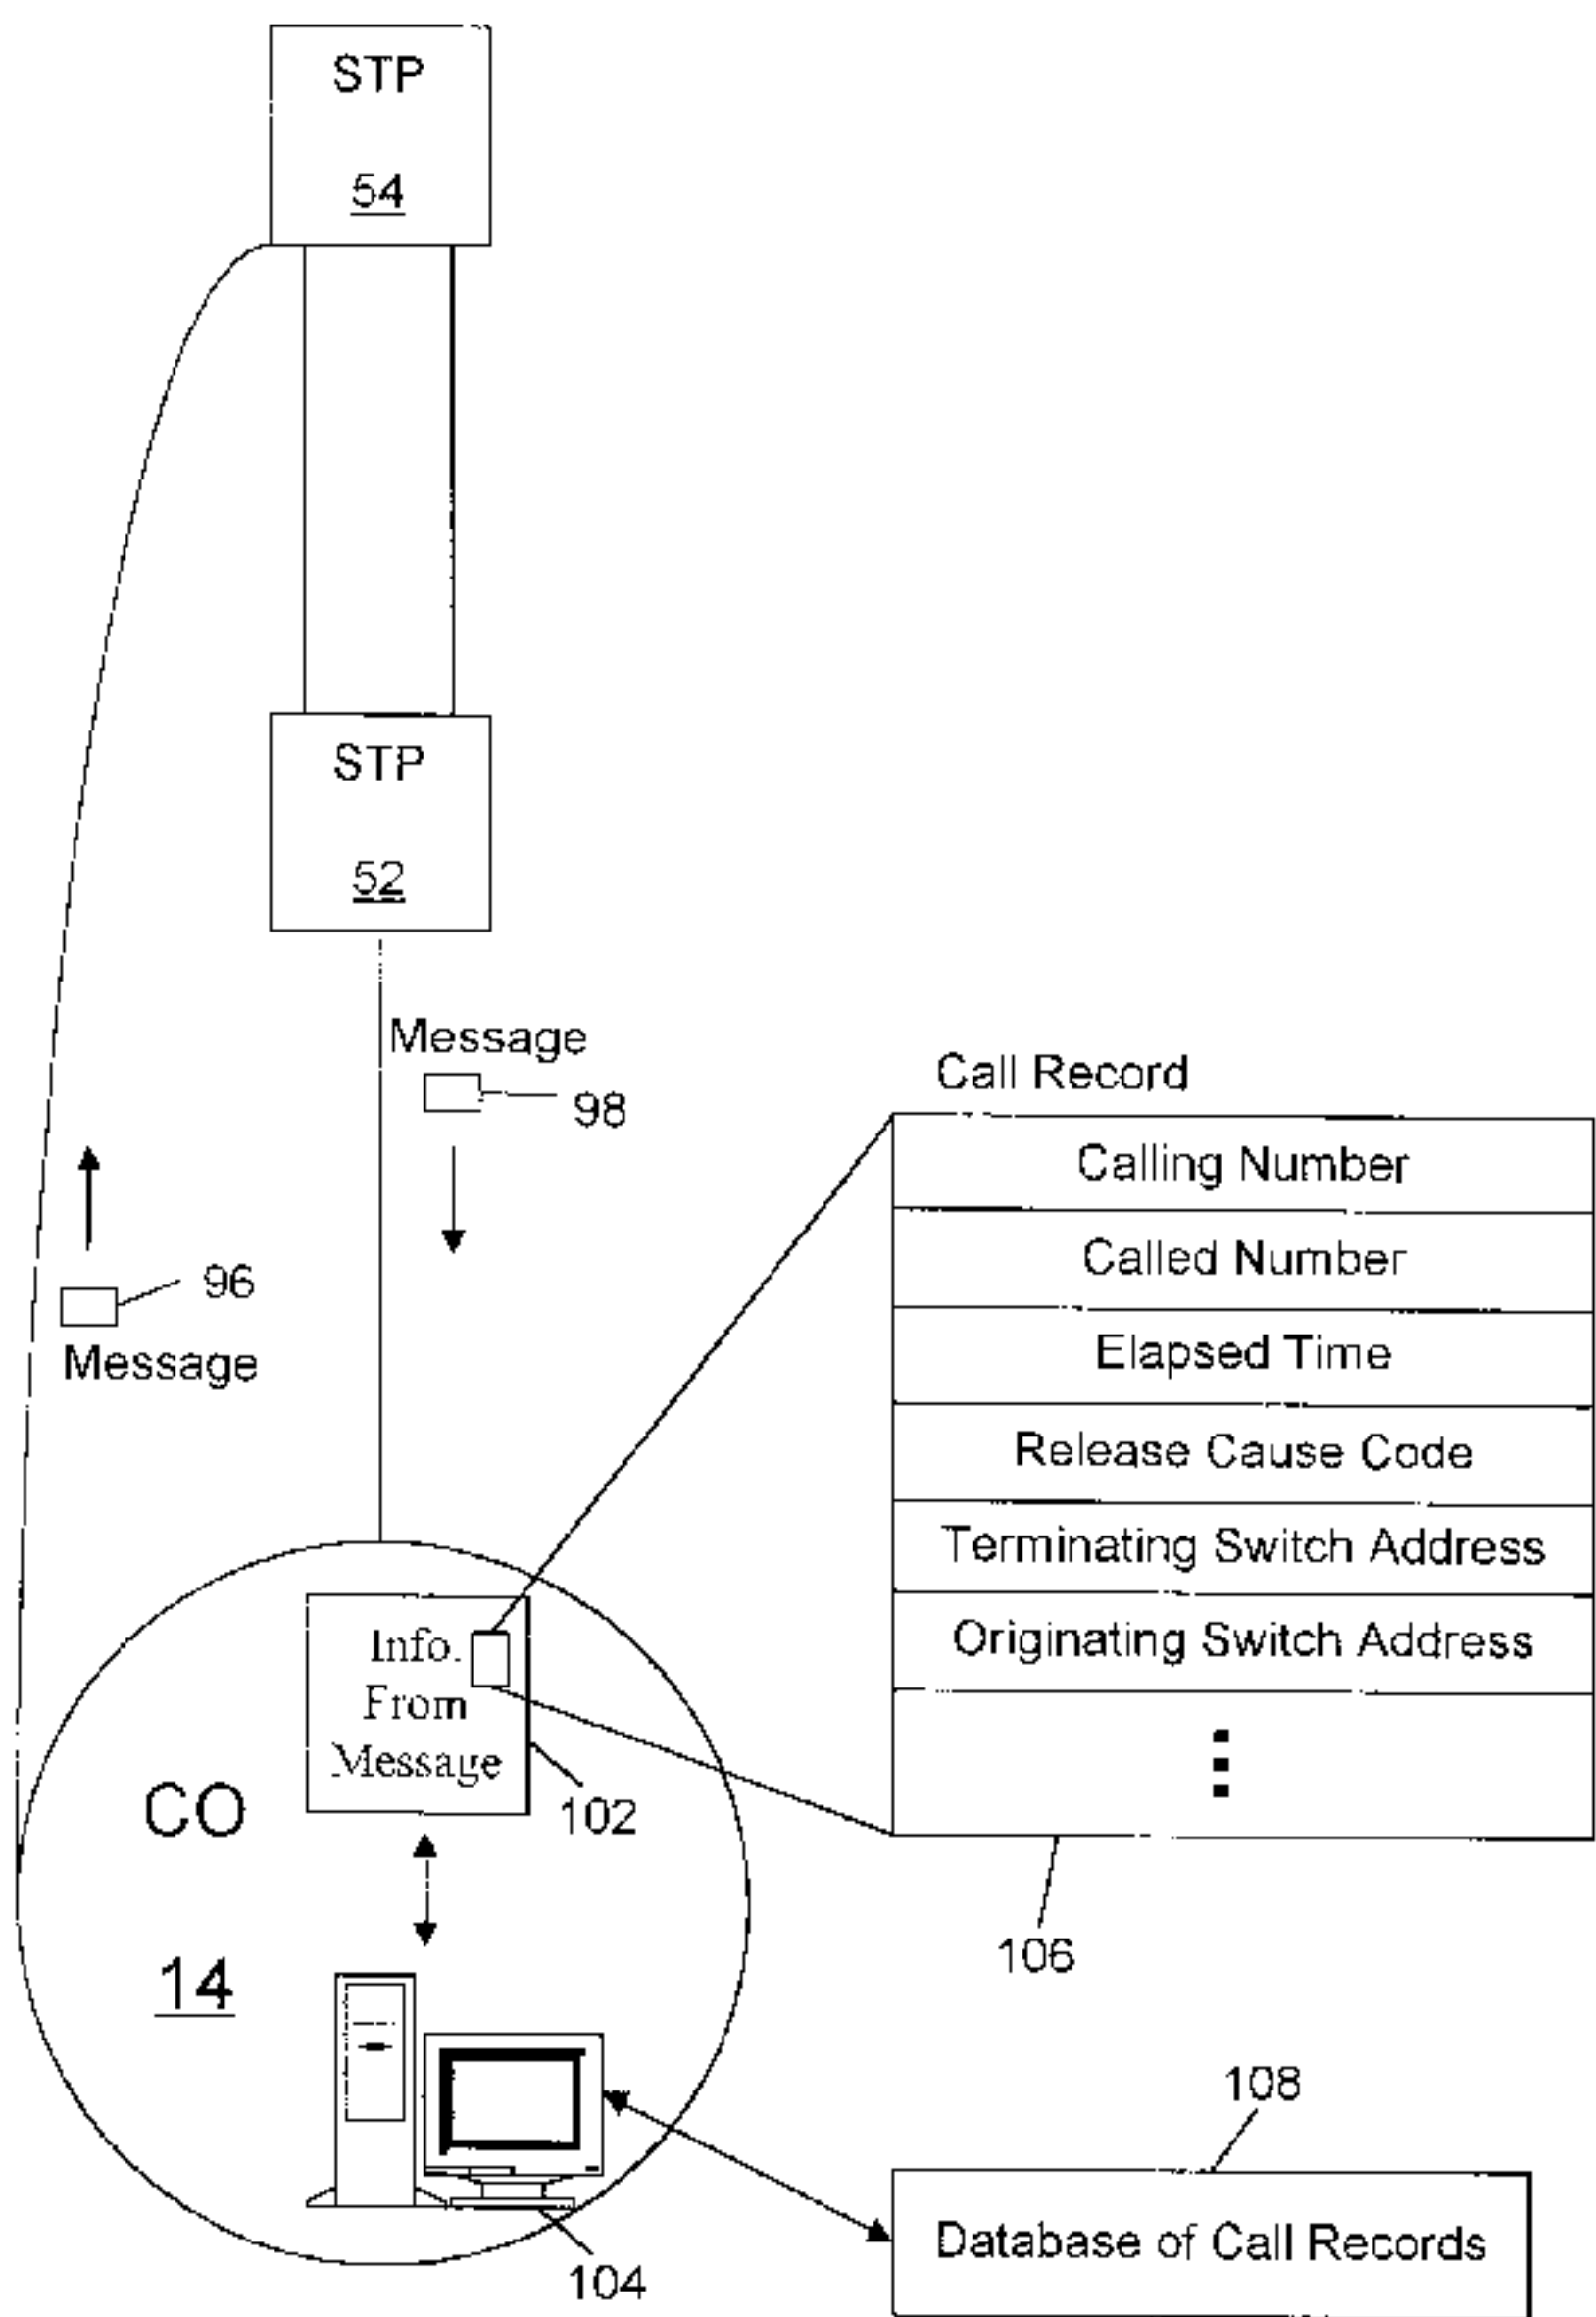 STP
54
STP
52
Message
98
96
Message
Call Record
Calling Number
Called Number
Elapsed Time
Release Cause Code
Terminating Switch Address
Originating Switch Address
106
Info.
From
Message
102
CO
14
104
108
Database of Call Records